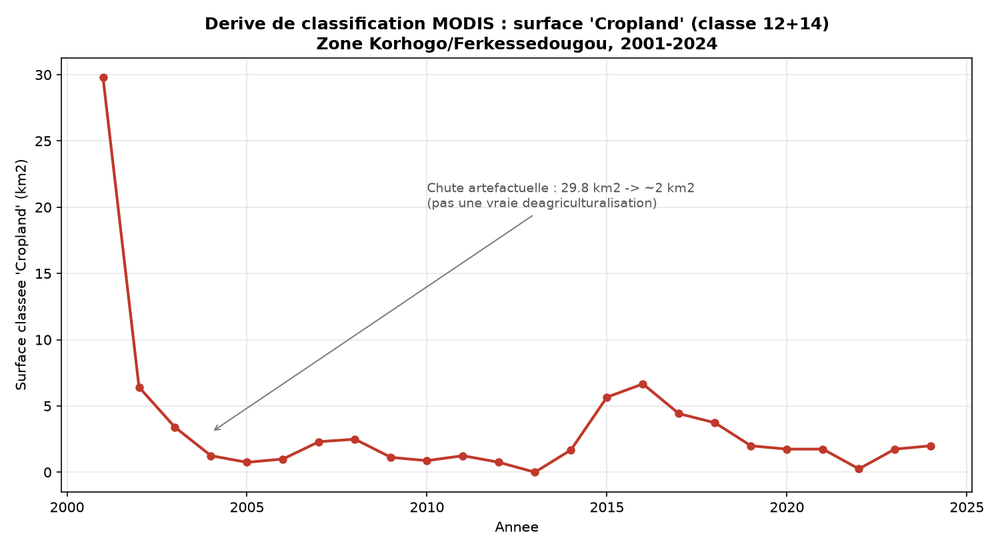 Derive de classification MODIS : surface 'Cropland' (classe 12+14)
Zone Korhogo/Ferkessedougou, 2001-2024
Surface classee 'Cropland' (km2)
30
25
20
15
10
5
0
Chute artefactuelle : 29.8 km2 -> ~2 km2
(pas une vraie deagriculturalisation)
2000
2005
2010
2015
2020
2025
Annee